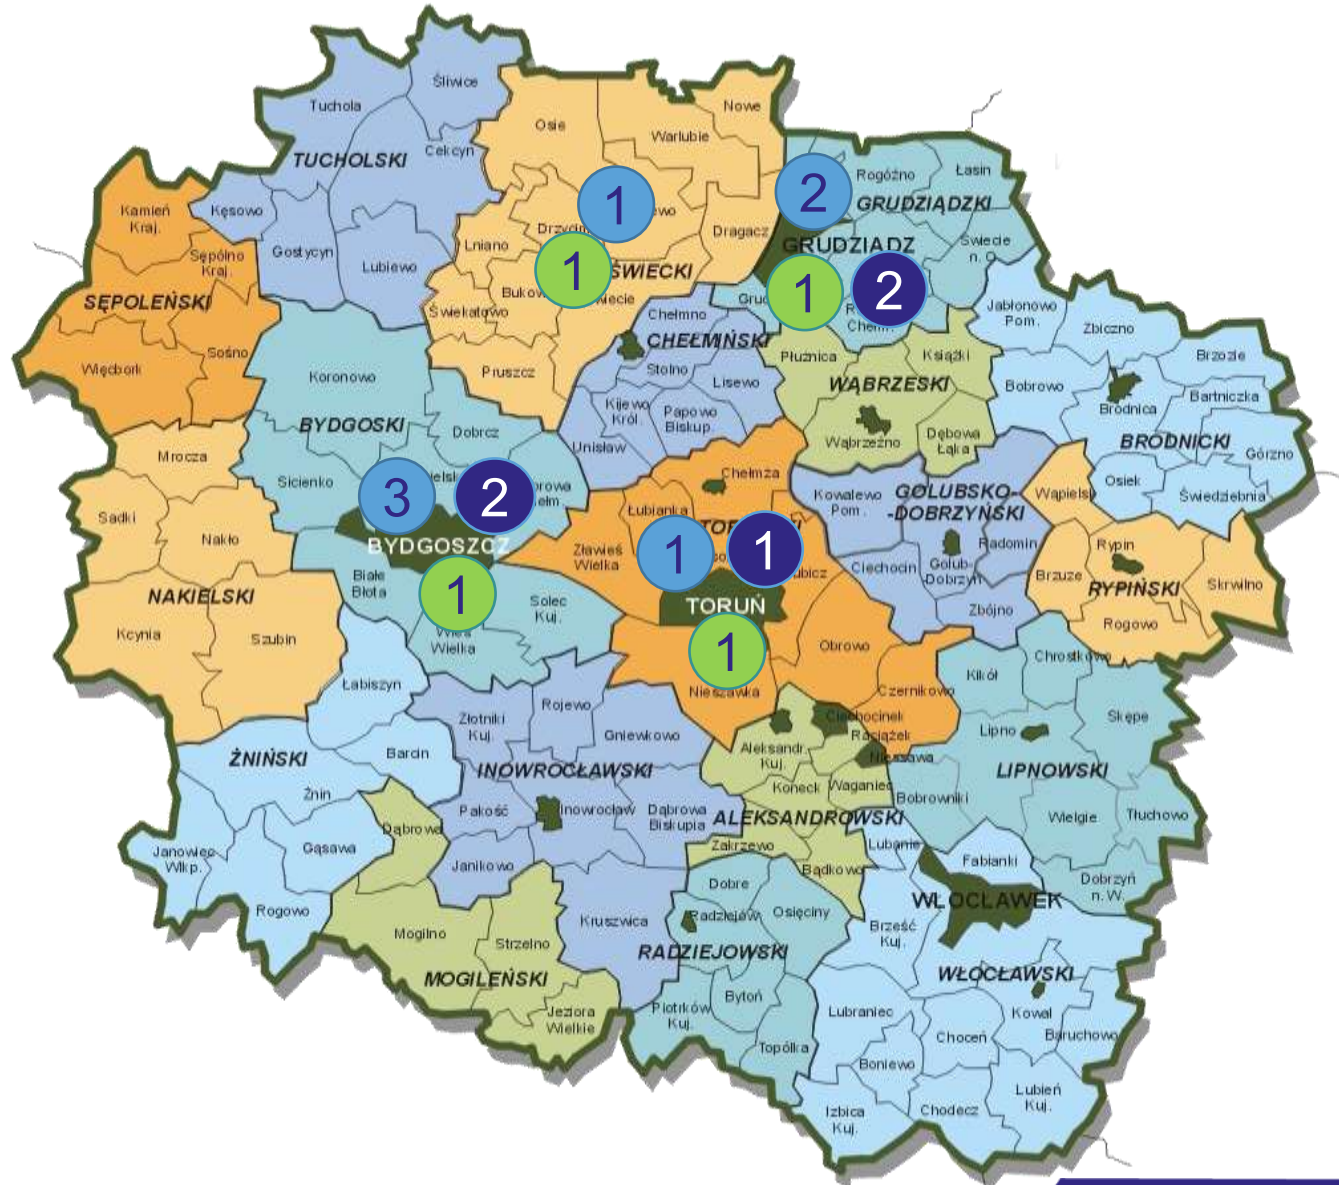 Śliwice
Tuchola
Nowe
Osie
Warlubie
Cekcyn
TUCHOLSKI
Łasin
Rogóźno
2
1
GRUDZIĄDZKI
Kamień
Kraj.
Kęsowo
Dragacz
GRUDZIĄDZ
Świecie
Lniano
Gostycyn
Sępólno
Kraj.
Lubiewo
1
ŚWIECKI
1
2
SĘPOLEŃSKI
Świekatowo
Chełmno
Jabłonowo
Pom.
Zbiczno
CHEŁMIŃSKI
Sośno
Więcbork
Koronowo
Pruszcz
Stolno
Lisewo
Płużnica
Książki
WĄBRZESKI
Bobrowo
Brzozie
Bartniczka
Brodnica
Kijewo
Król.
Papowo
Biskup.
BYDGOSKI
Dobrcz
Unisław
Wąbrzeźno
Dębowa
Łąka
BRODNICKI
Górzno
Mrocza
Sicienko
Chełmża
Osiek
Świedziebnia
Wąpielsk
3
2
Łubianka
Kowalewo
Pom.
GOLUBSKO-
-DOBRZYŃSKI
Sadki
Nakło
BYDGOSZCZ
Zławieś
Wielka
1
1
Radomin
Rypin
Ciechocin
Golub-
Dobrzyń
Białe
Błota
1
Brzuze
RYPIŃSKI
Skrwilno
NAKIELSKI
Solec
Kuj.
TORUŃ
Zbójno
Rogowo
Kcynia
Szubin
Wielka
1
Obrowo
Chrostkowo
Łabiszyn
Nieszawka
Czernikowo
Kikół
Rojewo
Złotniki
Kuj.
Ciechocinek
Skępe
Gniewkowo
Raciążek
Lipno
Aleksandr.
Kuj.
Nieszawa
Barcin
ŻNIŃSKI
INOWROCŁAWSKI
LIPNOWSKI
Koneck
Waganiec
Żnin
Bobrowniki
Pakość
Inowrocław
Dąbrowa
Biskupia
ALEKSANDROWSKI
Wielgie
Tłuchowo
Dąbrowa
Gąsawa
Janowiec
Wlkp.
Zakrzewo
Lubanie
Janikowo
Bądkowo
Fabianki
Dobrzyń
n. W.
Dobre
WŁOCŁAWEK
Rogowo
Kruszwica
Radziejów
Osięciny
Brześć
Kuj.
Mogilno
Strzelno
RADZIEJOWSKI
MOGILEŃSKI
WŁOCŁAWSKI
Bytoń
Piotrków
Kuj.
Jeziora
Wielkie
Lubraniec
Kowal
Choceń
Baruchowo
Topólka
Boniewo
Lubień
Kuj.
Izbica
Kuj.
Chodecz